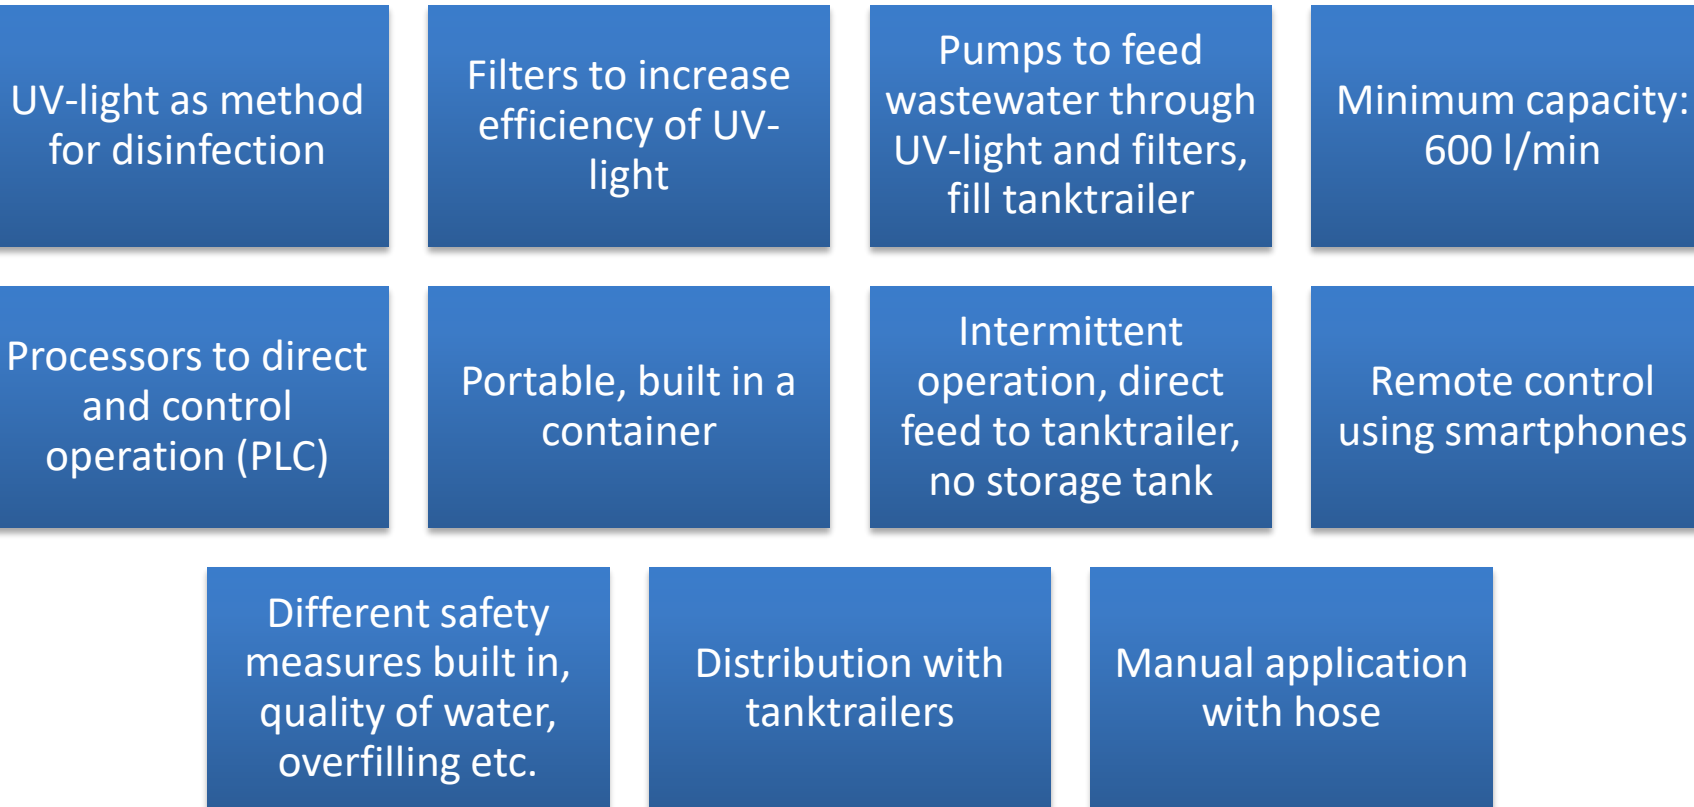 UV-light as method
for disinfection
Filters to increase
efficiency of UV-
light
Pumps to feed
wastewater through
UV-light and filters,
fill tanktrailer
Minimum capacity:
600 l/min
Processors to direct
and control
operation (PLC)
Portable, built in a
container
Intermittent
operation, direct
feed to tanktrailer,
no storage tank
Remote control
using smartphones
Different safety
measures built in,
quality of water,
overfilling etc.
Distribution with
tanktrailers
Manual application
with hose